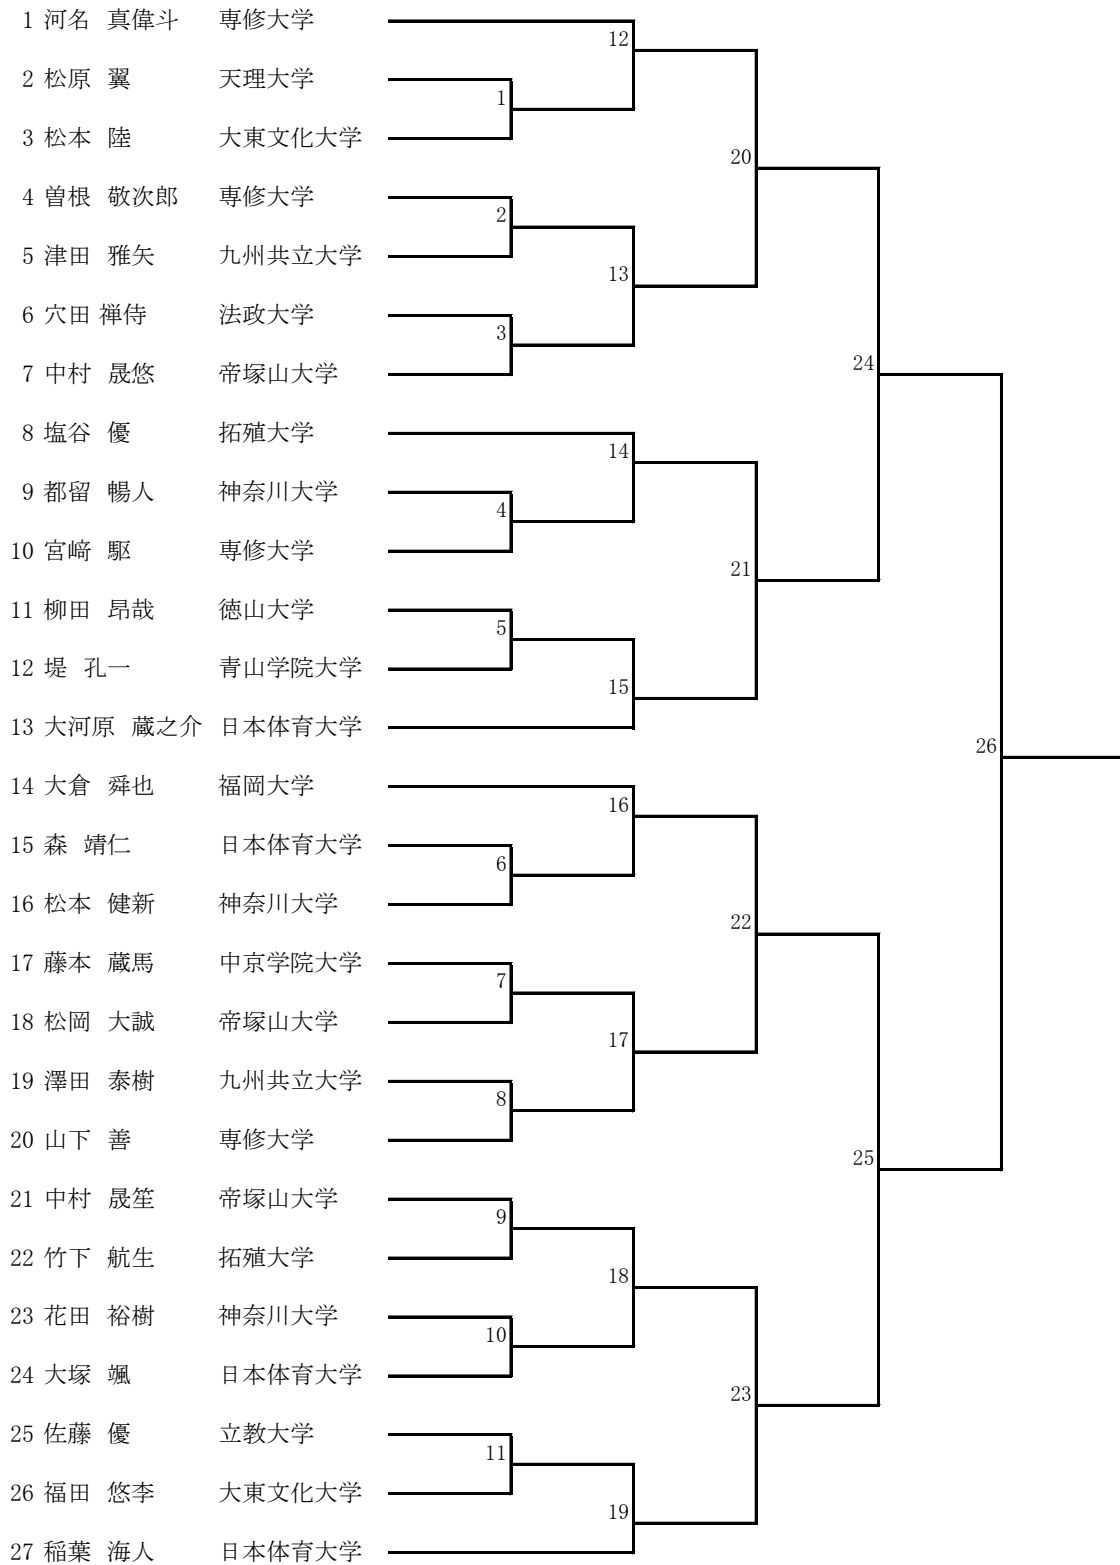 1 河名 真偉斗 専修大学
12
2 松原 翼 天理大学
1
3 松本 陸 大東文化大学
20
4 曽根 敬次郎 専修大学
2
5 津田 雅矢 九州共立大学
13
6 穴田 禅侍 法政大学
3
7 中村 晟悠 帝塚山大学
24
8 塩谷 優 拓殖大学
14
9 都留 暢人 神奈川大学
4
10 宮﨑 駆 専修大学
21
11 柳田 昂哉 徳山大学
5
12 堤 孔一 青山学院大学
15
13 大河原 蔵之介 日本体育大学
26
14 大倉 舜也 福岡大学
16
15 森 靖仁 日本体育大学
6
16 松本 健新 神奈川大学
22
17 藤本 蔵馬 中京学院大学
7
18 松岡 大誠 帝塚山大学
17
19 澤田 泰樹 九州共立大学
8
20 山下 善 専修大学
25
21 中村 晟笙 帝塚山大学
9
22 竹下 航生 拓殖大学
18
23 花田 裕樹 神奈川大学
10
24 大塚 颯 日本体育大学
23
25 佐藤 優 立教大学
11
26 福田 悠李 大東文化大学
19
27 稲葉 海人 日本体育大学